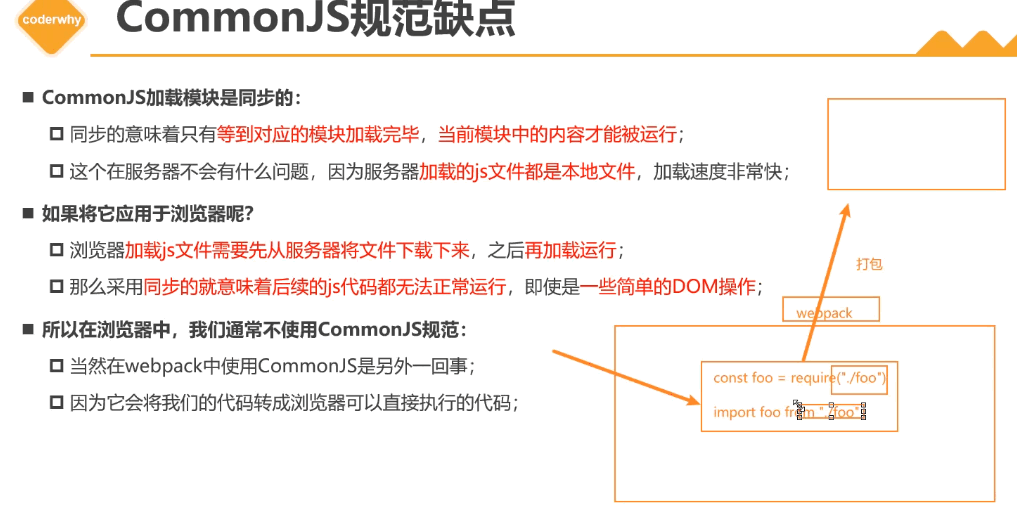 coderwhy
CommonJS规范缺点
CommonJS加载模块是同步的：
同步的意味着只有等到对应的模块加载完毕，当前模块中的内容才能被运行；
这个在服务器不会有什么问题，因为服务器加载的js文件都是本地文件，加载速度非常快；
如果将它应用于浏览器呢？
浏览器加载js文件需要先从服务器将文件下载下来，之后再加载运行；
那么采用同步的就意味着后续的js代码都无法正常运行，即使是一些简单的DOM操作；
所以在浏览器中，我们通常不使用CommonJS规范：
当然在webpack中使用CommonJS是另外一回事；
因为它会将我们的代码转成浏览器可以直接执行的代码；
打包
webpack
const foo = require("./foo")
import foo from "./foo"